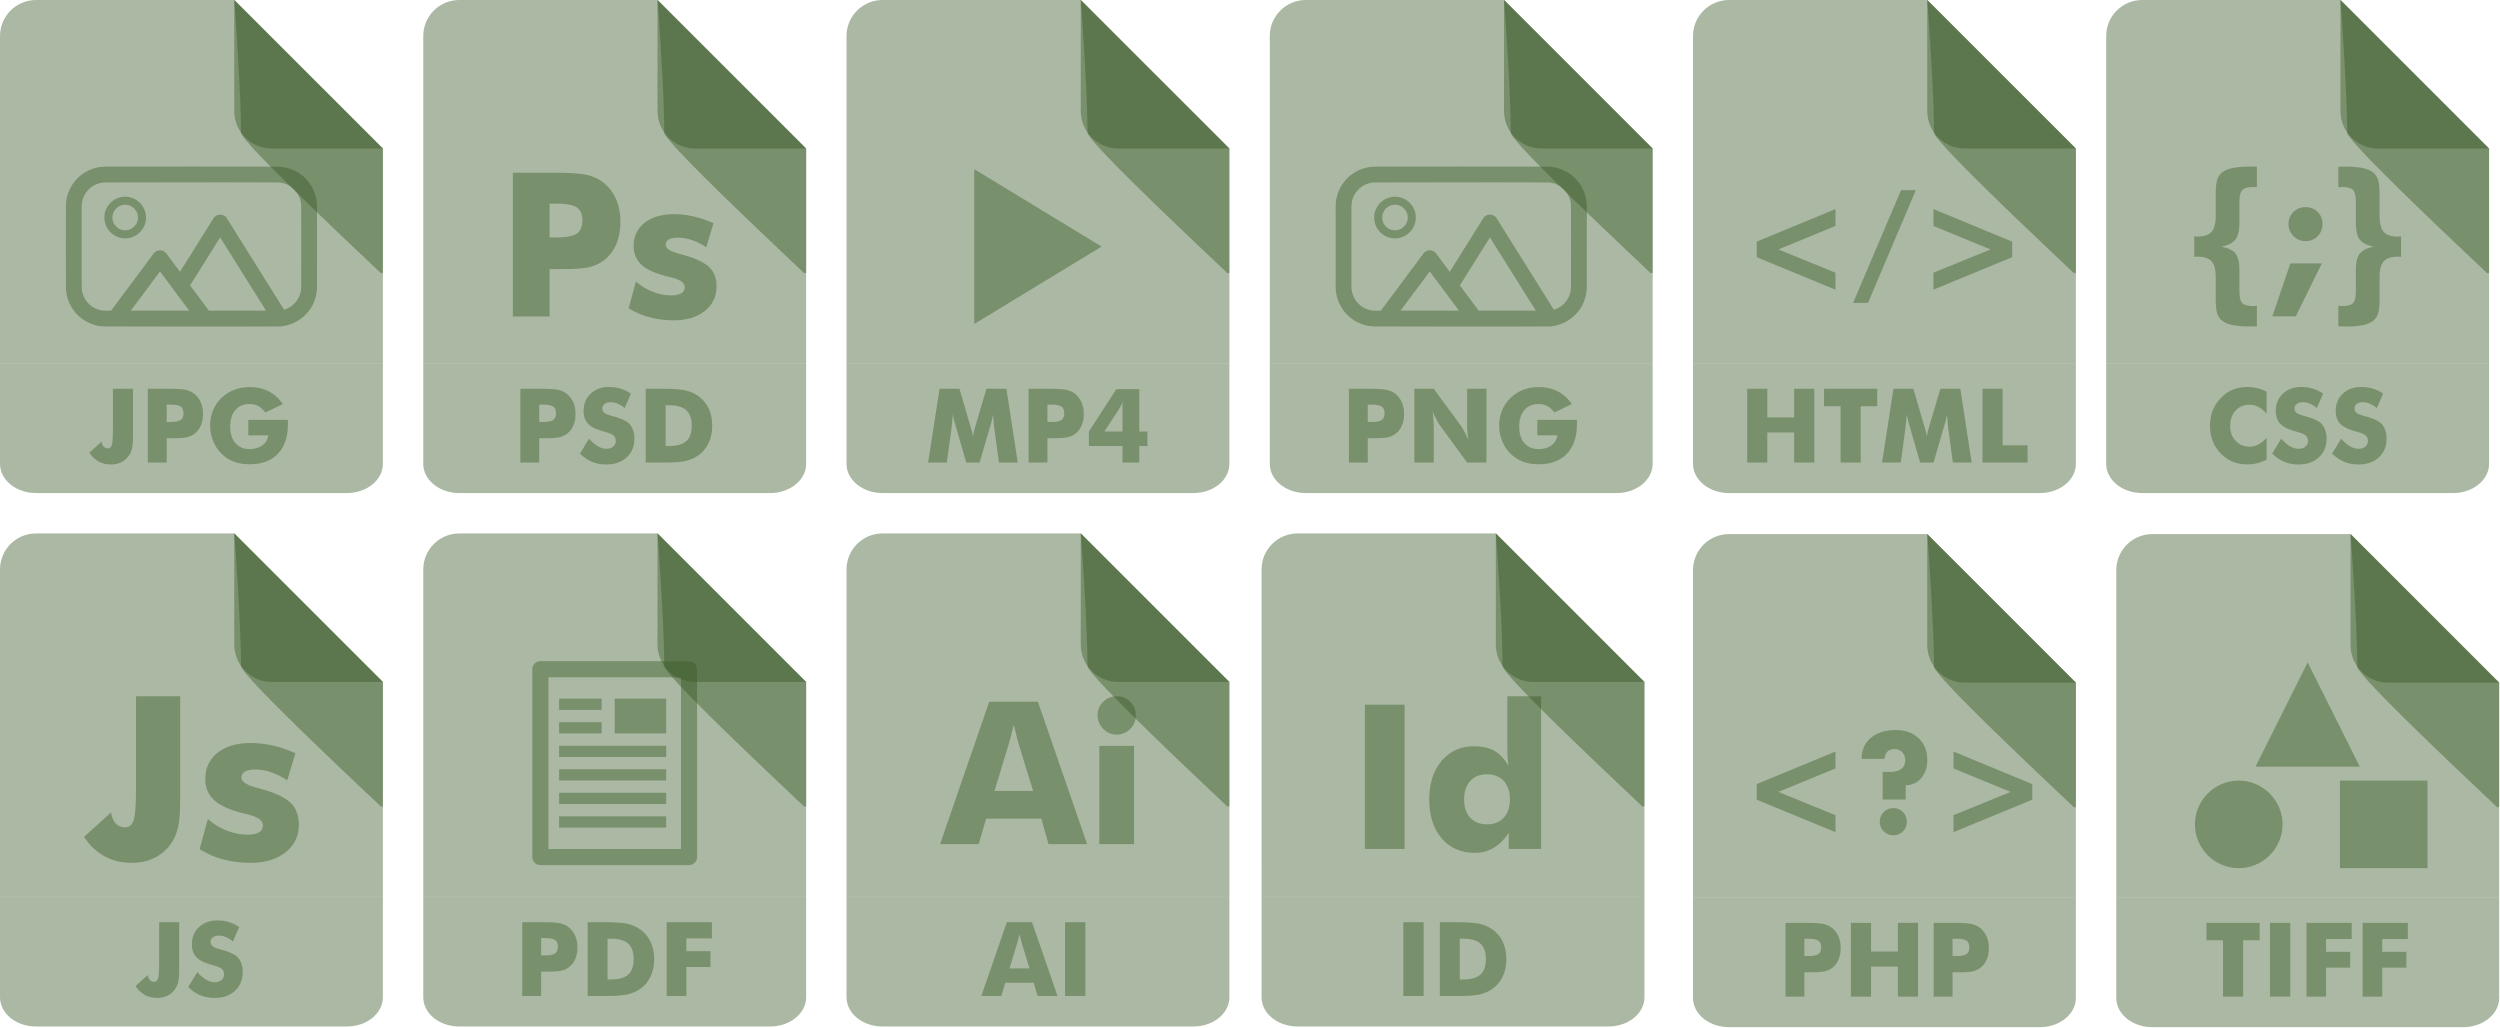 Ps
</>
{,}
JPG
PSD
MP4
PNG
HTML
CSS
Js
Ai
Id
<?>
JS
PDF
AI
ID
PHP
TIFF